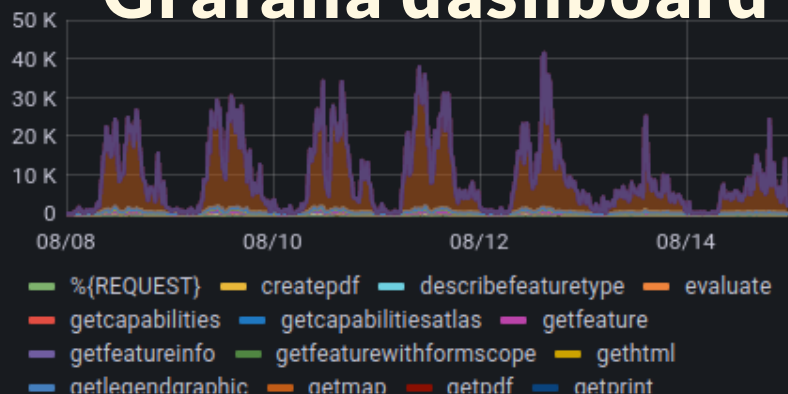 Grafana dashboard
50 K
40 K
30 K
20 K
10 K
0
08/08 08/10 08/12 08/14
%{REQUEST} createpdf describefeaturetype evaluate
getcapabilities getcapabilitiesatlas getfeature
getfeatureinfo getfeaturewithformscope gethtml
getlegendgraphic getmap getpdf getprint